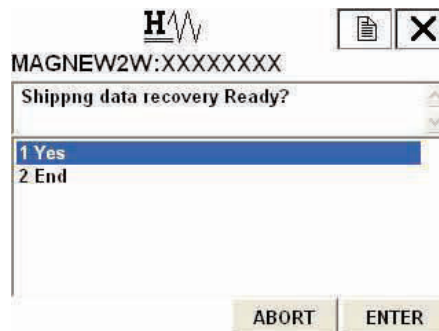 H
MAGNEW2W:XXXXXXXX
Shippng data recovery Ready?
1 Yes
2 End
ABORT ENTER